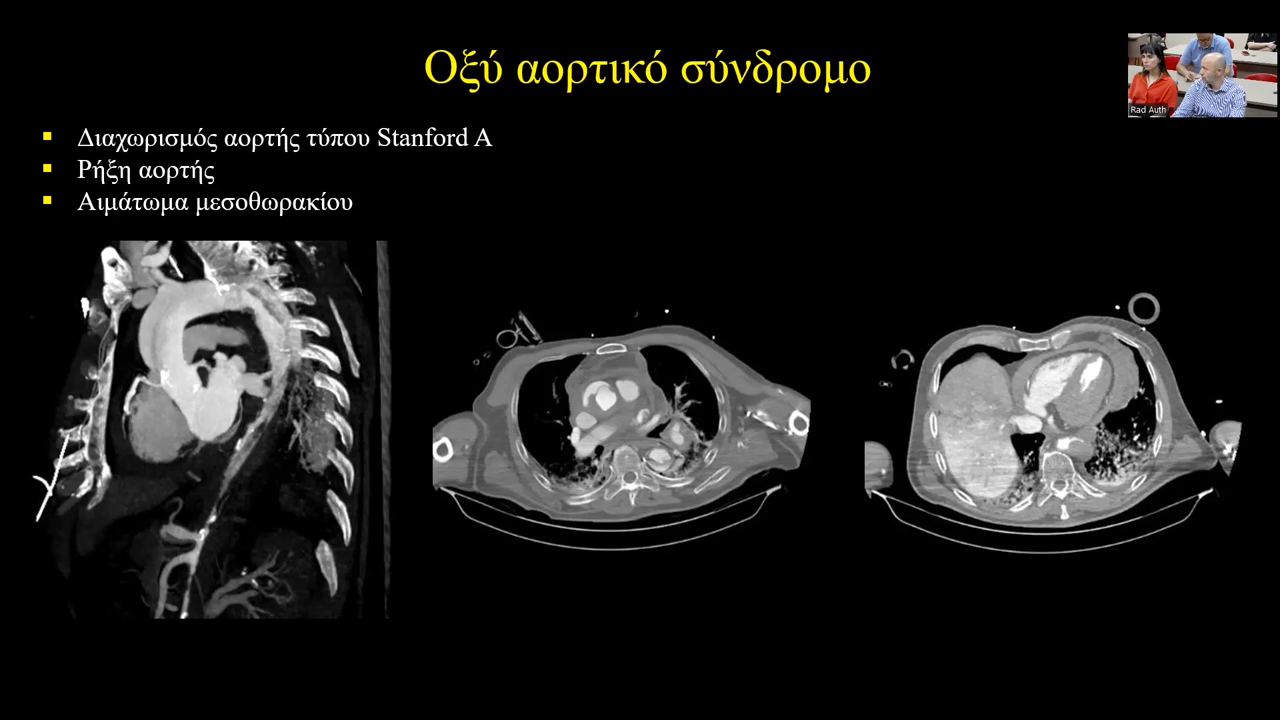 Οξύ αορτικό σύνδρομο
Rad Auth
Διαχωρισμός αορτής τύπου Stanford A
Ρήξη αορτής
Αιμάτωμα μεσοθωρακίου